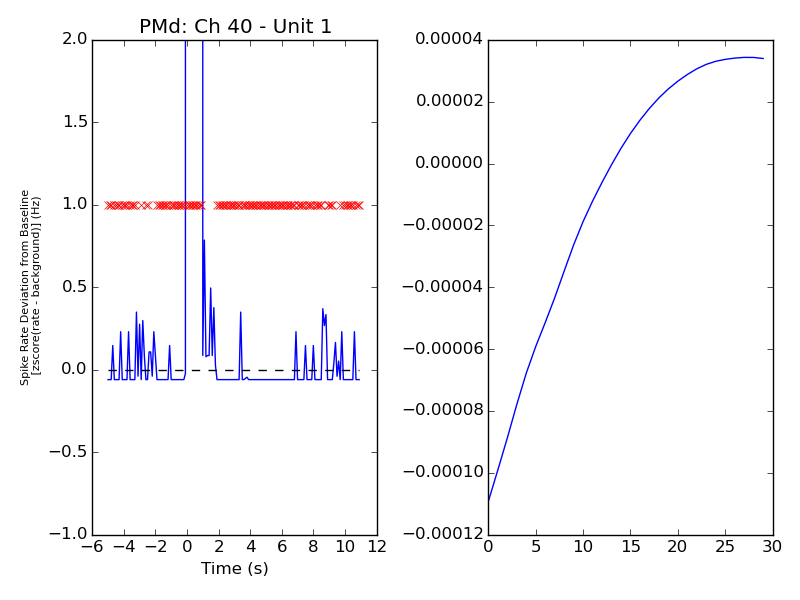 PMd: Ch 40 - Unit 1
2.0
1.5
1.0
0.5
0.0
−0.5
−1.0
Spike Rate Deviation from Baseline
[zscore(rate - background)] (Hz)
−6 −4 −2 0 2 4 6 8 10 12
Time (s)
0.00004
0.00002
0.00000
−0.00002
−0.00004
−0.00006
−0.00008
−0.00010
−0.00012
0 5 10 15 20 25 30